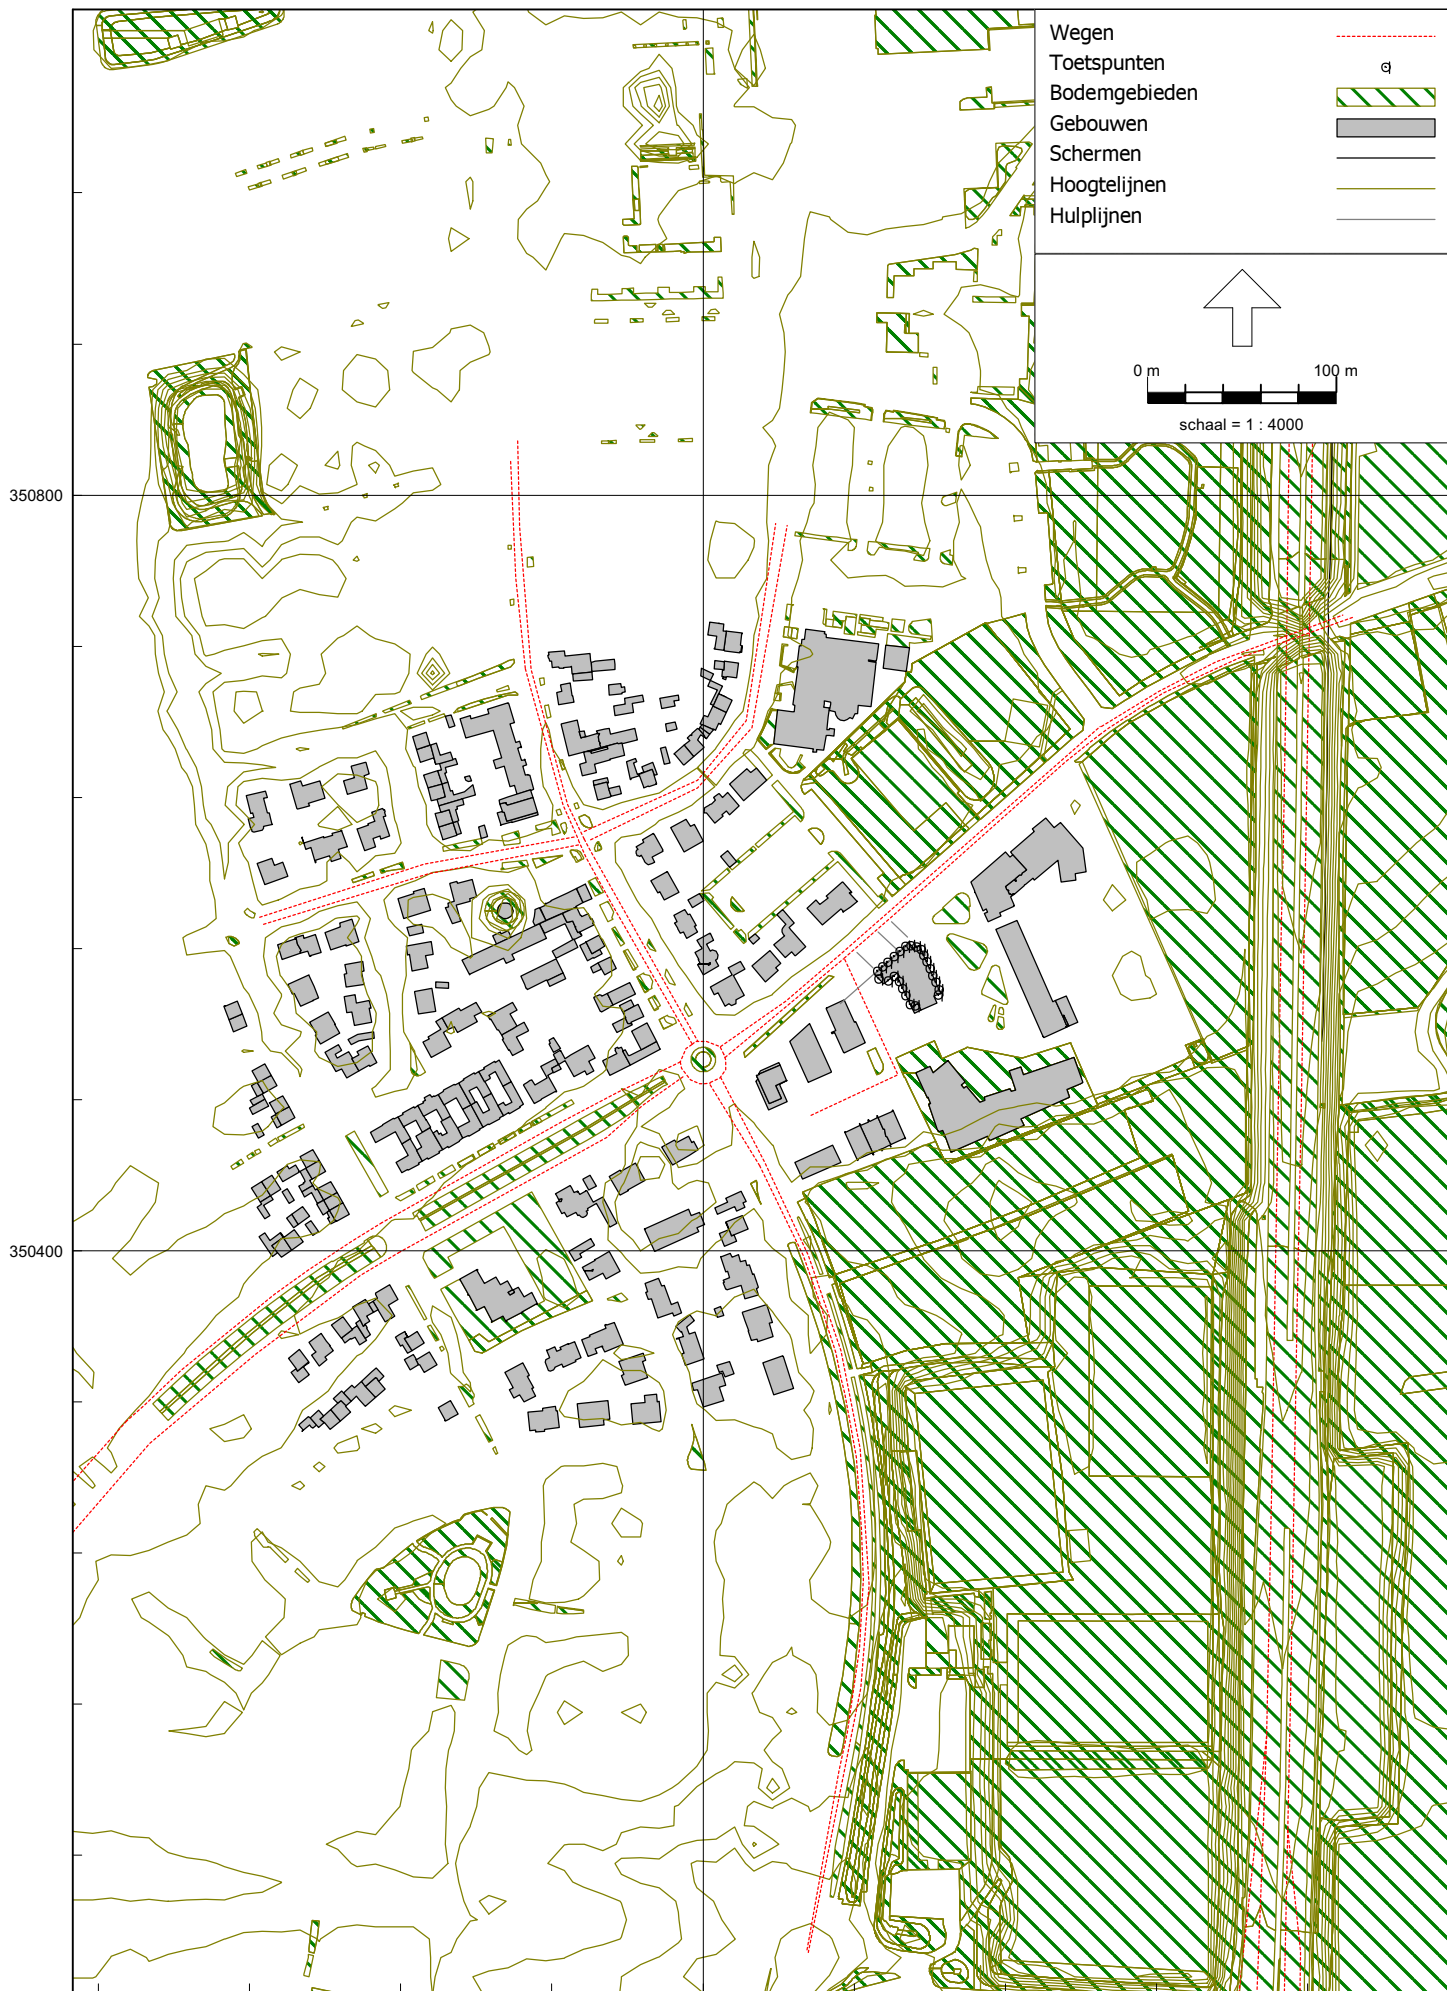 Wegen
Toetspunten
Bodemgebieden
Gebouwen
Schermen
Hoogtelijnen
Hulplijnen
0 m 100 m
schaal = 1 : 4000
350800
350400